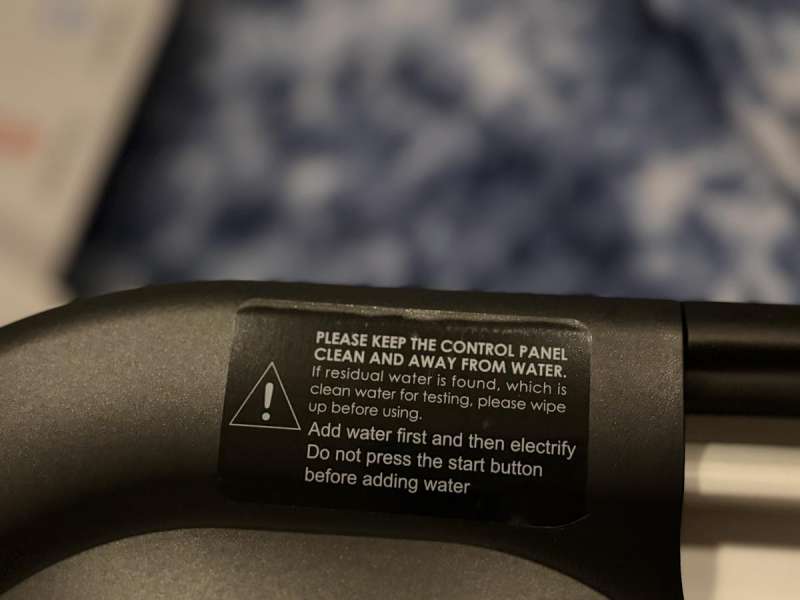 PLEASE KEEP THE CONTROL PANEL
CLEAN AND AWAY FROM WATER.
If residual water is found, which is
clean water for testing, please wipe
up before using.
Add water first and then electrify
Do not press the start button
before adding water